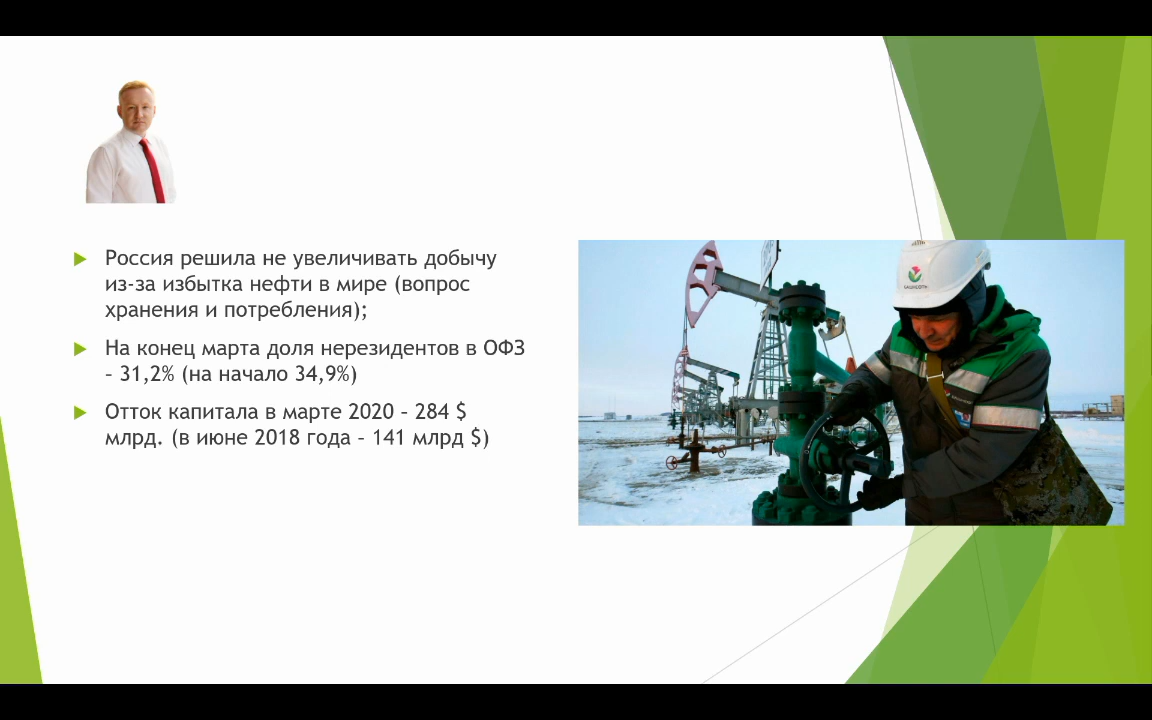 Россия решила не увеличивать добычу
из-за избытка нефти в мире (вопрос
хранения и потребления);
На конец марта доля нерезидентов в ОФЗ
– 31,2% (на начало 34,9%)
Отток капитала в марте 2020 – 284 $
млрд. (в июне 2018 года – 141 млрд $)
БАШНЕФТЬ